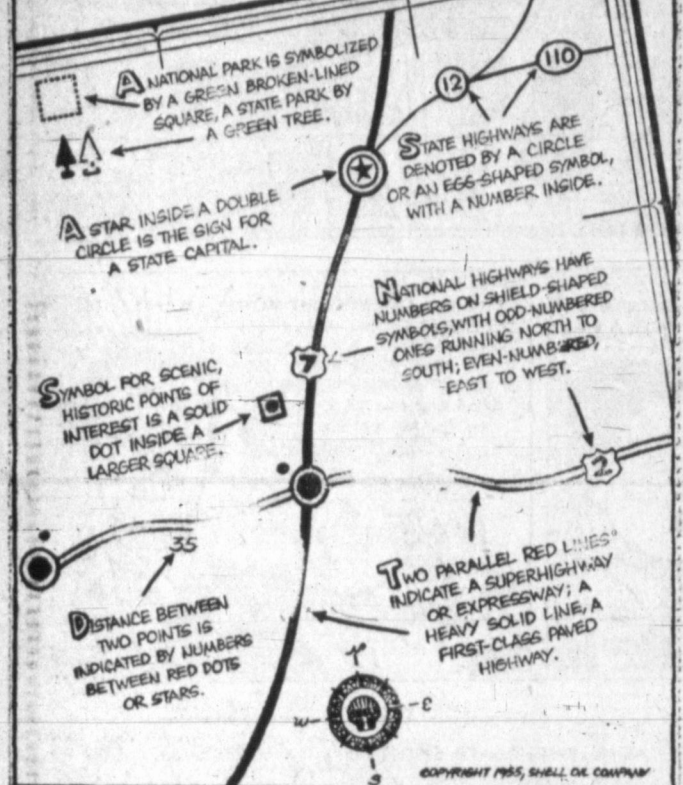 A NATIONAL PARK IS SYMBOLIZED
BY A GREEN BROKEN-LINED
SQUARE, A STATE PARK BY
A GREEN TREE.
12
110
STATE HIGHWAYS ARE
DENOTED BY A CIRCLE
OR AN EGG-SHAPED SYMBOL,
WITH A NUMBER INSIDE.
A STAR INSIDE A DOUBLE
CIRCLE IS THE SIGN FOR
A STATE CAPITAL.
NATIONAL HIGHWAYS HAVE
NUMBERS ON SHIELD-SHAPED
SYMBOLS, WITH ODD-NUMBERED
ONES RUNNING NORTH TO
SOUTH; EVEN-NUMBERED,
EAST TO WEST.
7
SYMBOL FOR SCENIC,
HISTORIC POINTS OF
INTEREST IS A SOLID
DOT INSIDE A
LARGER SQUARE.
2
35
DISTANCE BETWEEN
TWO POINTS IS
INDICATED BY NUMBERS
BETWEEN RED DOTS
OR STARS.
TWO PARALLEL RED LINES
INDICATE A SUPERHIGHWAY
OR EXPRESSWAY; A
HEAVY SOLID LINE, A
FIRST-CLASS PAVED
HIGHWAY.
N
W
E
S
COPYRIGHT 1955, SHELL OIL COMPANY